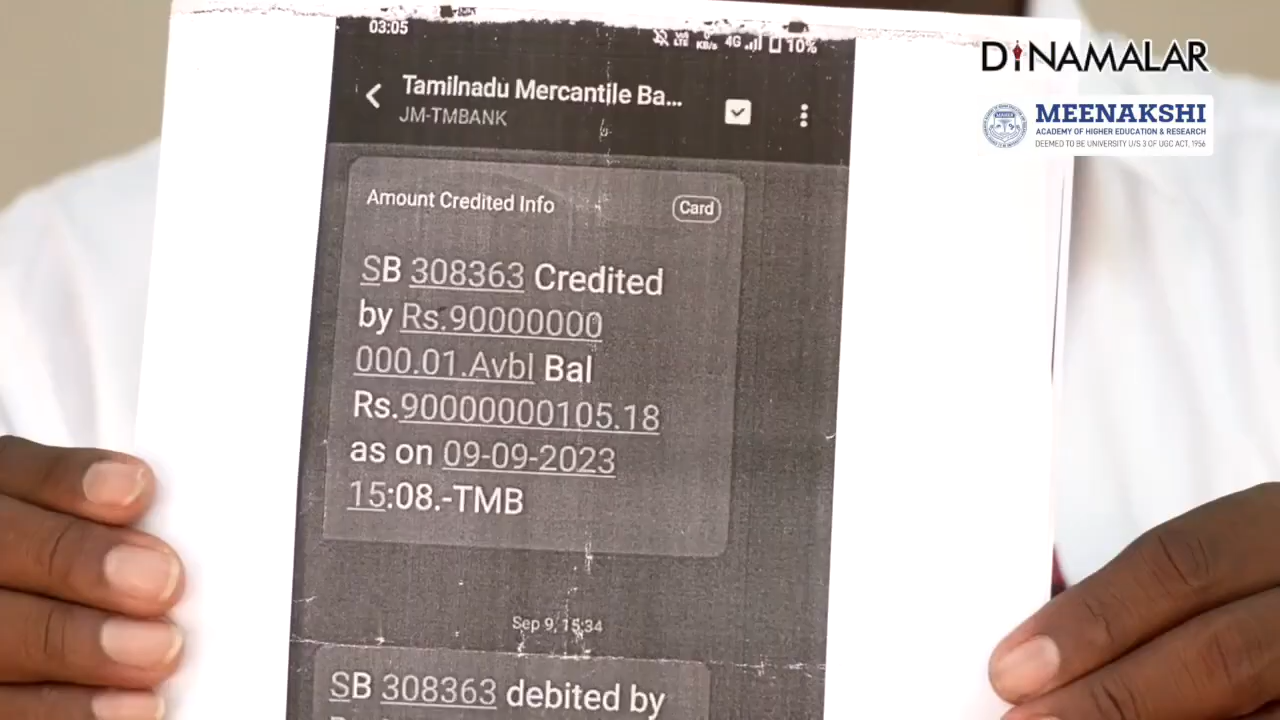 03:05
VoLTE KB/s 4G 10%
DINAMALAR
Tamilnadu Mercantile Ba...
JM-TMBANK
MEENAKSHI
ACADEMY OF HIGHER EDUCATION & RESEARCH
DEEMED TO BE UNIVERSITY U/S 3 OF UGC ACT, 1956
Amount Credited Info
Card
SB 308363 Credited
by Rs.90000000
000.01.Avbl Bal
Rs.90000000105.18
as on 09-09-2023
15:08.-TMB
Sep 9, 15:34
SB 308363 debited by